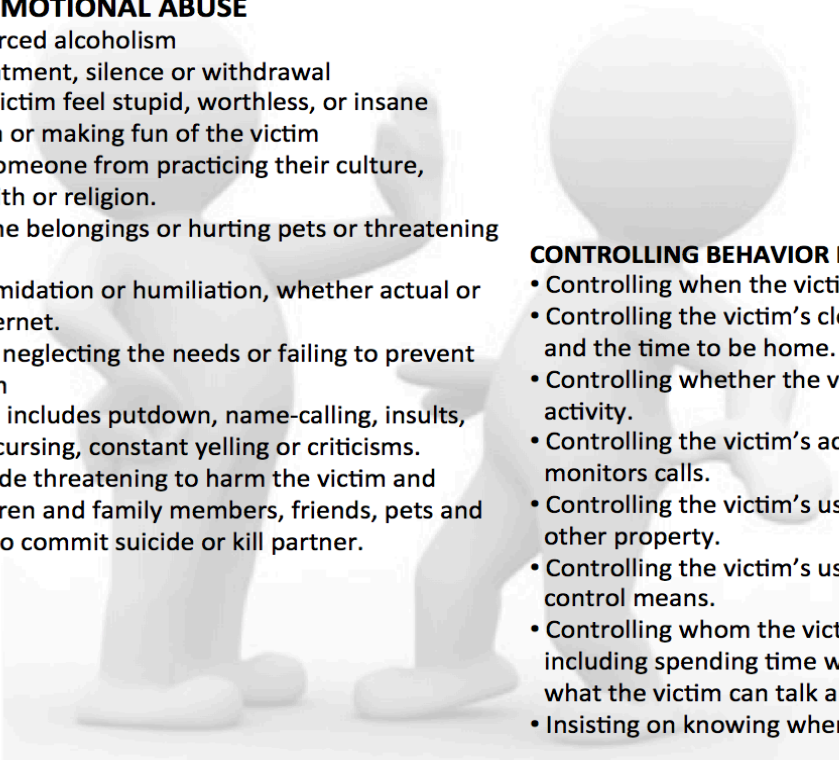 MOTIONAL ABUSE
rced alcoholism
tment, silence or withdrawal
ictim feel stupid, worthless, or insane
or making fun of the victim
omeone from practicing their culture,
th or religion.
ne belongings or hurting pets or threatening
midation or humiliation, whether actual or
ernet.
neglecting the needs or failing to prevent
includes putdown, name-calling, insults,
cursing, constant yelling or criticisms.
de threatening to harm the victim and
ren and family members, friends, pets and
o commit suicide or kill partner.
CONTROLLING BEHAVIOR
• Controlling when the victi
• Controlling the victim's clo
and the time to be home.
• Controlling whether the v
activity.
• Controlling the victim's ac
monitors calls.
• Controlling the victim's us
other property.
• Controlling the victim's us
control means.
• Controlling whom the vict
including spending time w
what the victim can talk a
• Insisting on knowing wher